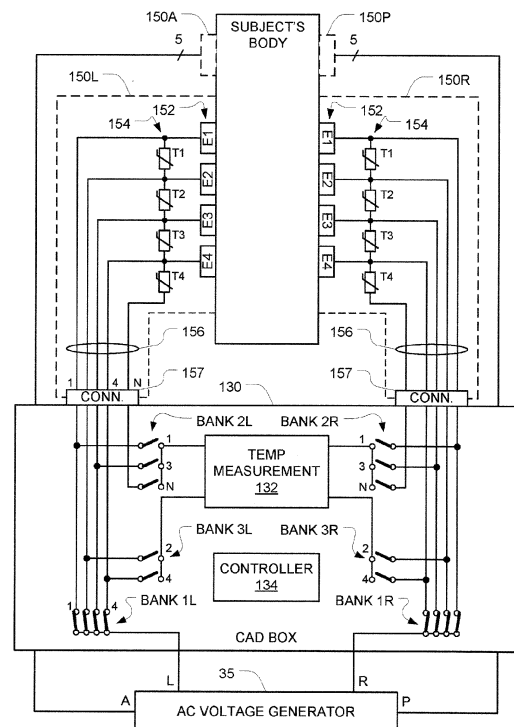 150A
SUBJECT'S
BODY
150P
5
5
150L
150R
152
152
154
154
E1
E1
T1
T1
E2
E2
T2
T2
E3
E3
T3
T3
E4
E4
T4
T4
156
156
1
4
N
157
130
157
CONN.
CONN.
BANK 2L
BANK 2R
1
TEMP
MEASUREMENT
132
1
3
3
N
N
BANK 3L
BANK 3R
2
2
4
CONTROLLER
134
4
1
4
BANK 1L
BANK 1R
CAD BOX
L
35
R
A
P
AC VOLTAGE GENERATOR